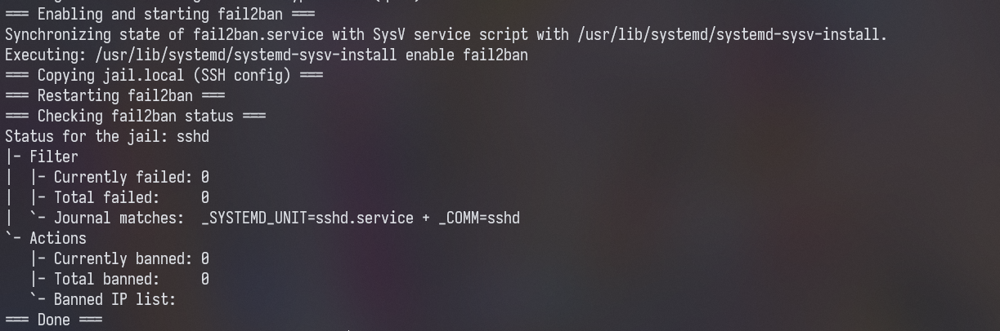 === Enabling and starting fail2ban ===
Synchronizing state of fail2ban.service with SysV service script with /usr/lib/systemd/systemd-sysv-install.
Executing: /usr/lib/systemd/systemd-sysv-install enable fail2ban
=== Copying jail.local (SSH config) ===
=== Restarting fail2ban ===
=== Checking fail2ban status ===
Status for the jail: sshd
|- Filter
|  |- Currently failed: 0
|  |- Total failed:     0
|  `- Journal matches:  _SYSTEMD_UNIT=sshd.service + _COMM=sshd
`- Actions
   |- Currently banned: 0
   |- Total banned:     0
   `- Banned IP list:
=== Done ===